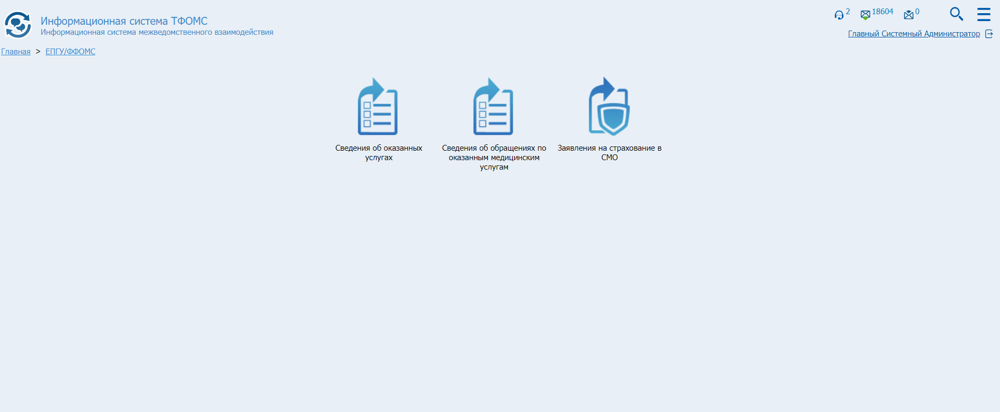 Информационная система ТФОМС
Информационная система межведомственного взаимодействия
2 18604 0
Главный Системный Администратор
Главная > ЕПГУ/ФФОМС
Сведения об оказанных
услугах
Сведения об обращениях по
оказанным медицинским
услугам
Заявления на страхование в
СМО